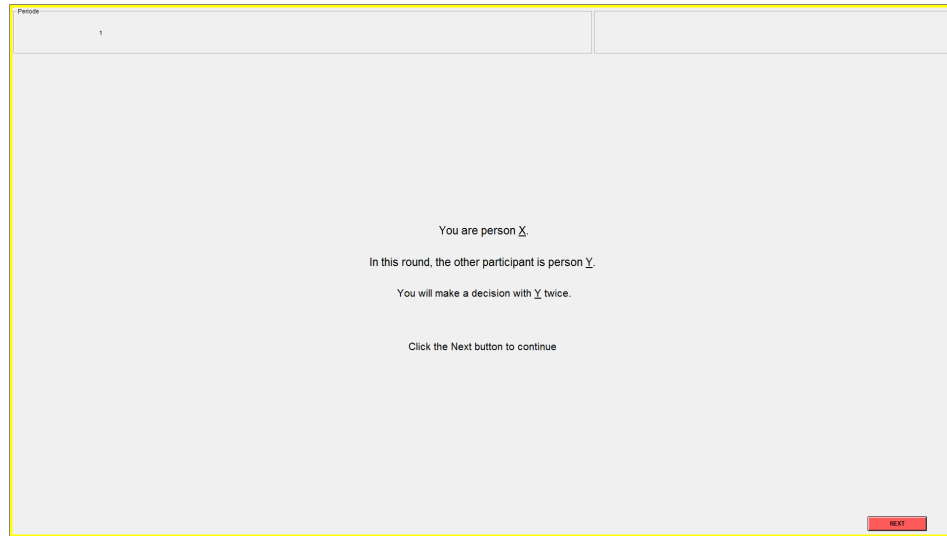 Periode
1
You are person X.
In this round, the other participant is person Y.
You will make a decision with Y twice.
Click the Next button to continue
NEXT